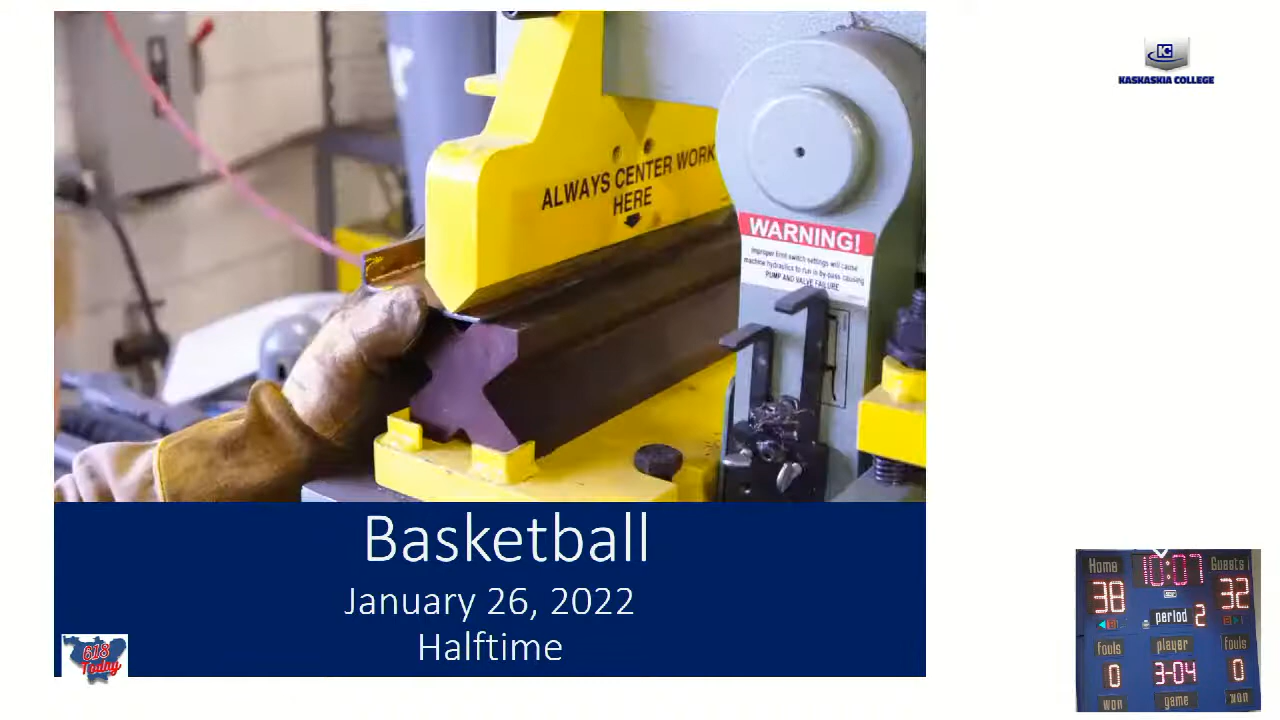 KC
KASKASKIA COLLEGE
ALWAYS CENTER WORK
HERE
WARNING!
Improper limit switch settings will cause
machine hydraulics to run in by-pass causing
PUMP AND VALVE FAILURE
Basketball
January 26, 2022
Halftime
618
Today
Home
10:07
Guests
38
32
period 2
fouls
player
fouls
0
3-04
0
won
game
won